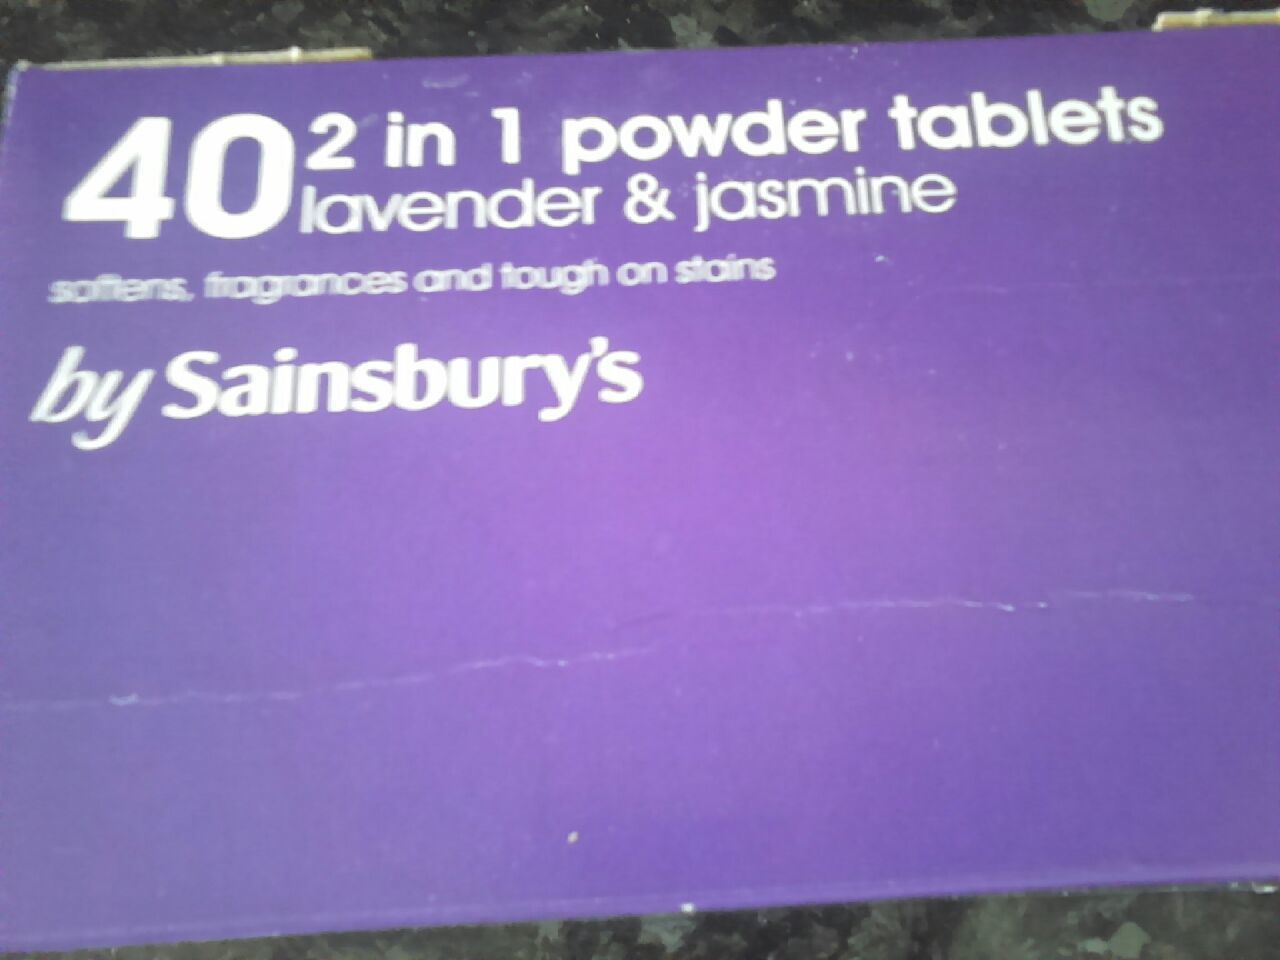 40 2 in 1 powder tablets
lavender & jasmine
softens, fragrances and tough on stains
by Sainsbury's